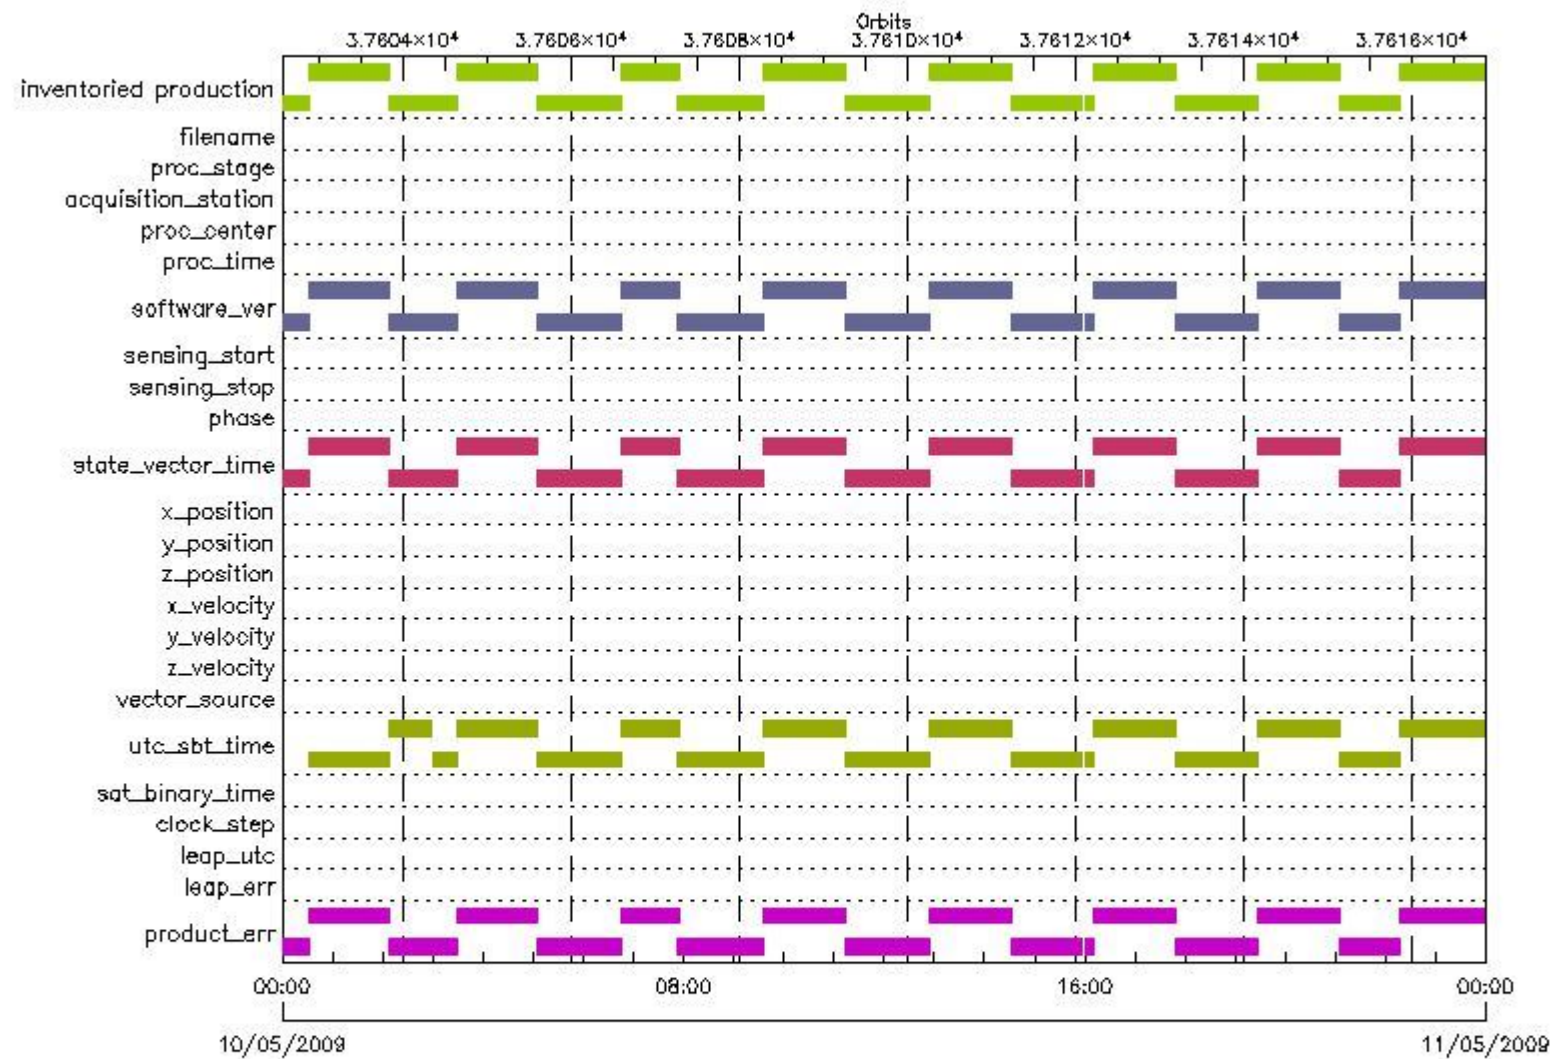 Orbits
3.7604×10⁴ 3.7606×10⁴ 3.7608×10⁴ 3.7610×10⁴ 3.7612×10⁴ 3.7614×10⁴ 3.7616×10⁴
inventoried production
filename
proc_stage
acquisition_station
proc_center
proc_time
software_ver
sensing_start
sensing_stop
phase
state_vector_time
x_position
y_position
z_position
x_velocity
y_velocity
z_velocity
vector_source
utc_sbt_time
sat_binary_time
clock_step
leap_utc
leap_err
product_err
00:00 08:00 16:00 00:00
10/05/2009 11/05/2009